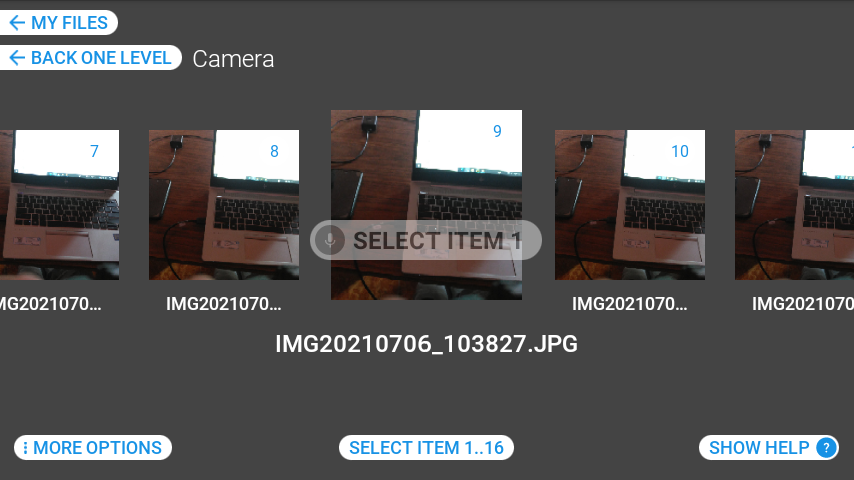 MY FILES
BACK ONE LEVEL
Camera
7
8
9
10
SELECT ITEM 1
MG2021070...
IMG2021070...
IMG2021070...
IMG2021070
IMG20210706_103827.JPG
MORE OPTIONS
SELECT ITEM 1..16
SHOW HELP ?